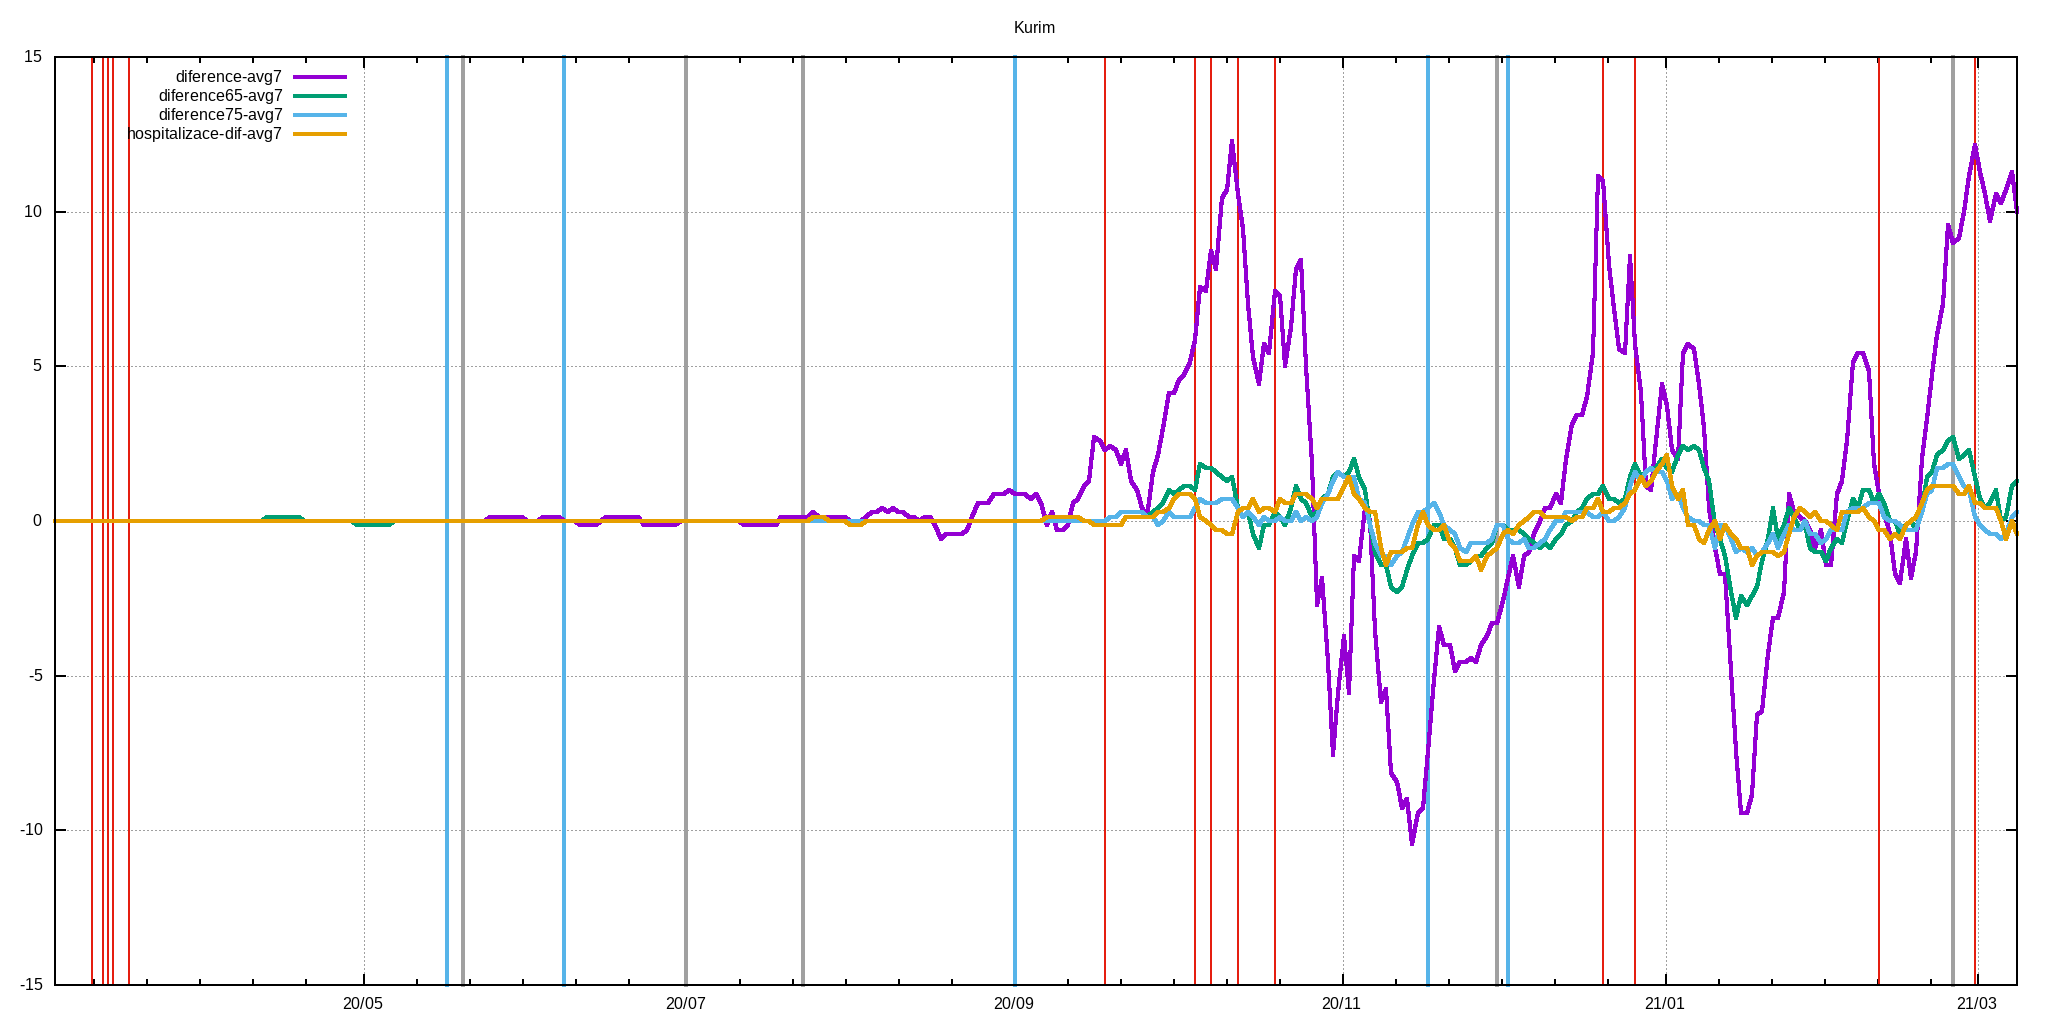 Kurim
15
diference-avg7
diference65-avg7
diference75-avg7
hospitalizace-dif-avg7
10
5
0
-5
-10
-15
20/05
20/07
20/09
20/11
21/01
21/03